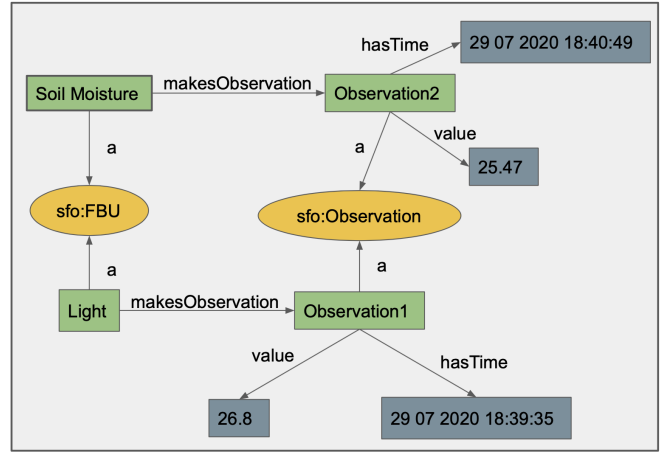 hasTime
29 07 2020 18:40:49
Soil Moisture
makesObservation
Observation2
a
a
value
25.47
sfo:FBU
sfo:Observation
a
a
Light
makesObservation
Observation1
value
hasTime
26.8
29 07 2020 18:39:35